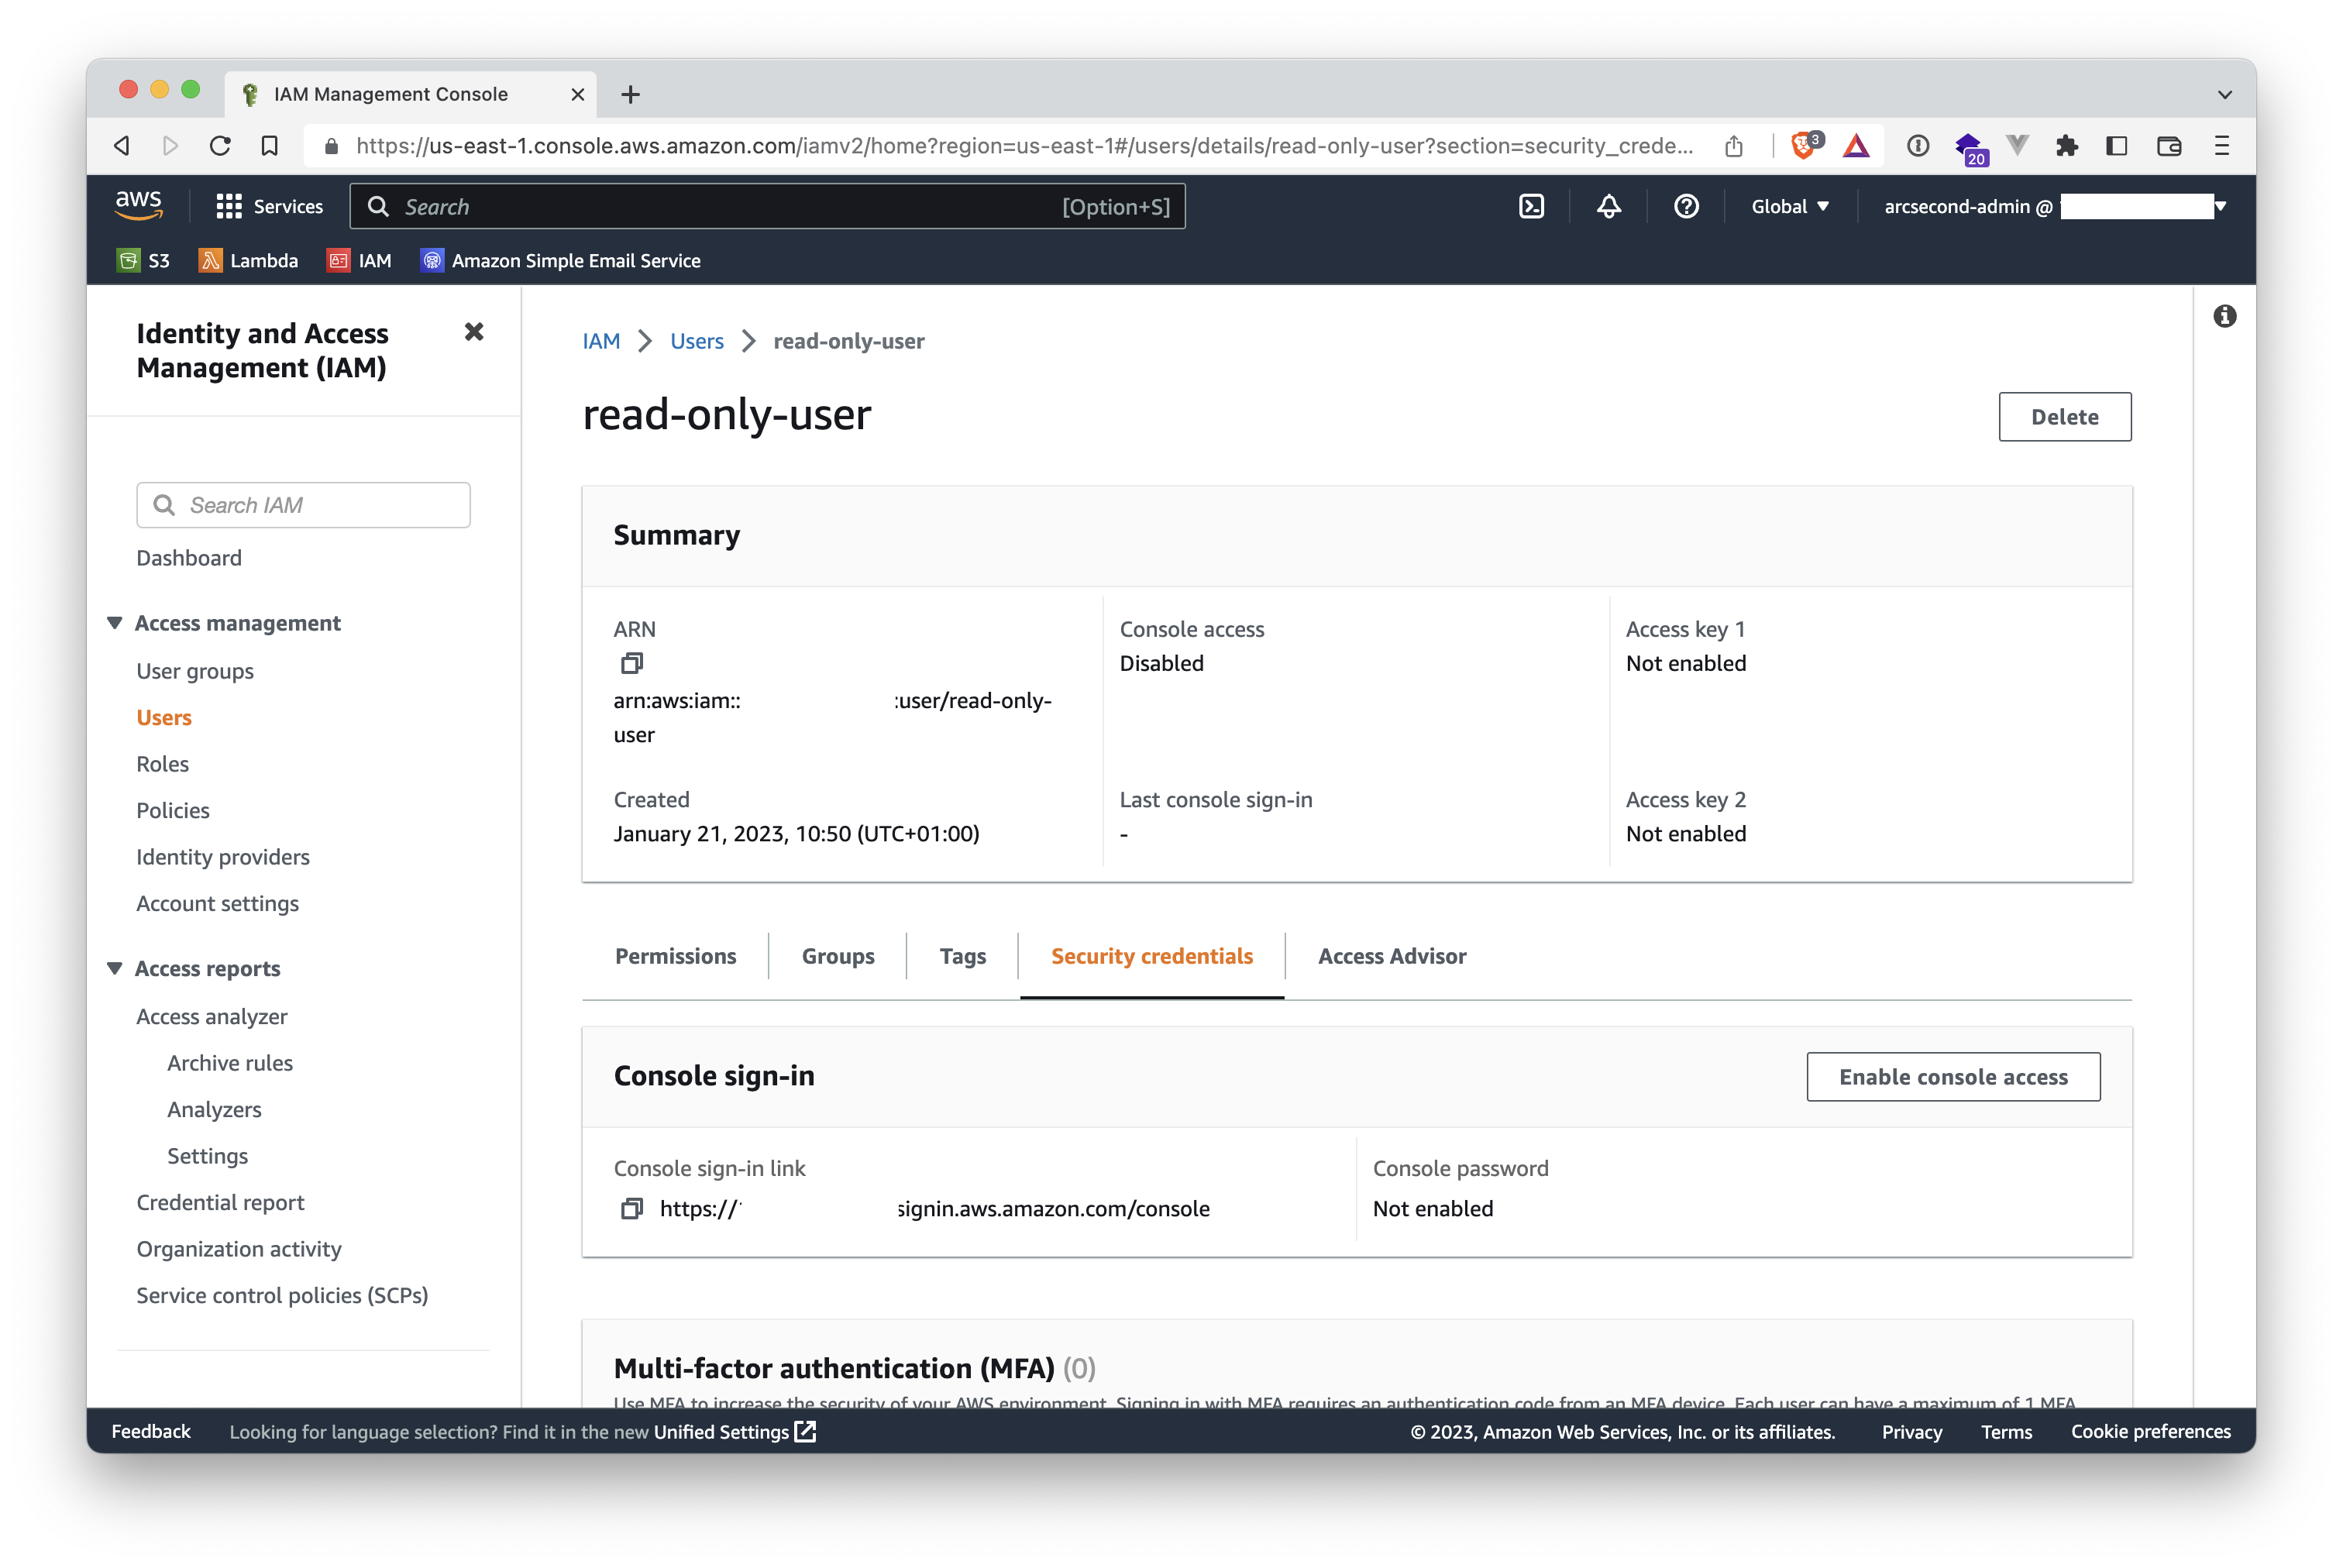 IAM Management Console
https://us-east-1.console.aws.amazon.com/iamv2/home?region=us-east-1#/users/details/read-only-user?section=security_crede...
3
20
aws
Services
Search
[Option+S]
Global
arcsecond-admin @
S3
Lambda
IAM
Amazon Simple Email Service
Identity and Access
Management (IAM)
Search IAM
Dashboard
Access management
User groups
Users
Roles
Policies
Identity providers
Account settings
Access reports
Access analyzer
Archive rules
Analyzers
Settings
Credential report
Organization activity
Service control policies (SCPs)
IAM > Users > read-only-user
read-only-user
Delete
Summary
ARN
arn:aws:iam:: :user/read-only-
user
Console access
Disabled
Access key 1
Not enabled
Created
January 21, 2023, 10:50 (UTC+01:00)
Last console sign-in
-
Access key 2
Not enabled
Permissions
Groups
Tags
Security credentials
Access Advisor
Console sign-in
Enable console access
Console sign-in link
https:// signin.aws.amazon.com/console
Console password
Not enabled
Multi-factor authentication (MFA) (0)
Use MFA to increase the security of your AWS environment. Signing in with MFA requires an authentication code from an MFA device. Each user can have a maximum of 1 MFA
Feedback
Looking for language selection? Find it in the new Unified Settings
© 2023, Amazon Web Services, Inc. or its affiliates.
Privacy
Terms
Cookie preferences